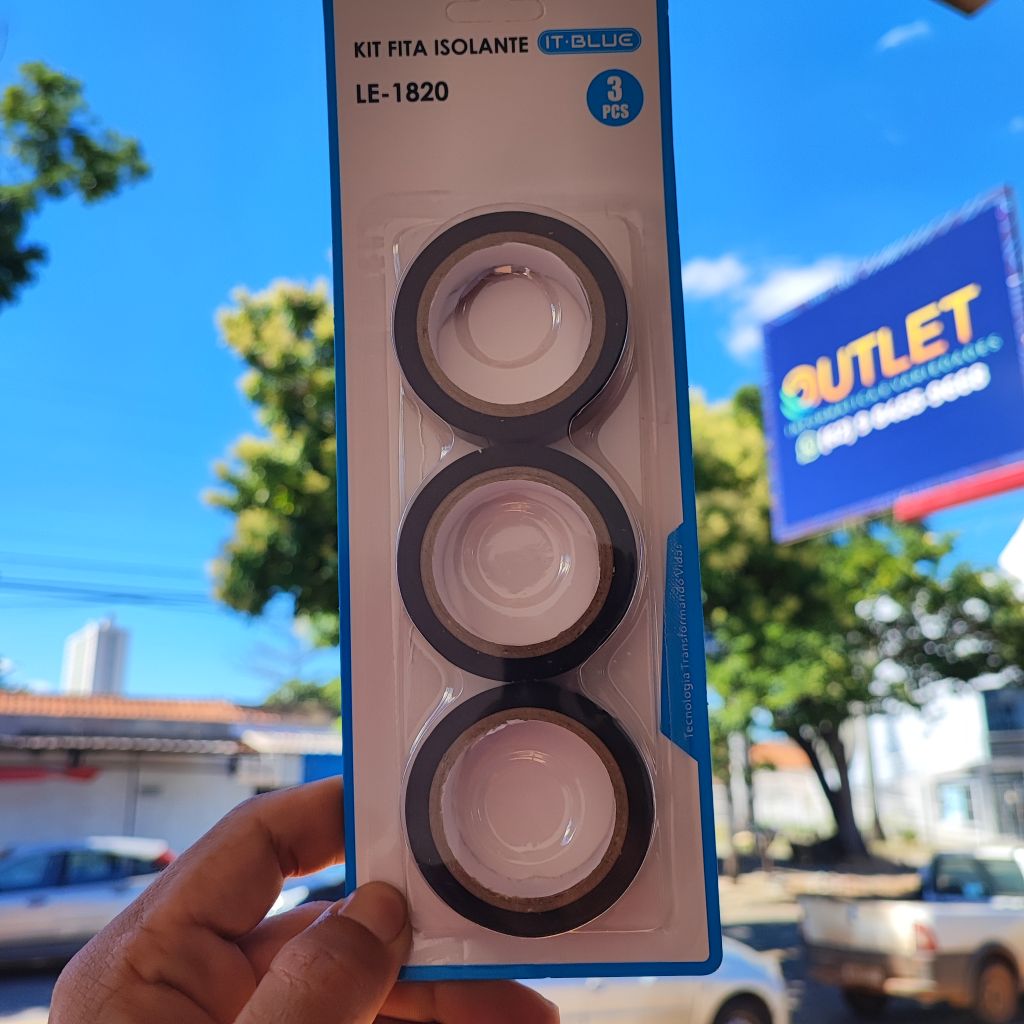 KIT FITA ISOLANTE IT·BLUE
LE-1820
3
PCS
Tecnologia Transformando Vidas
OUTLET